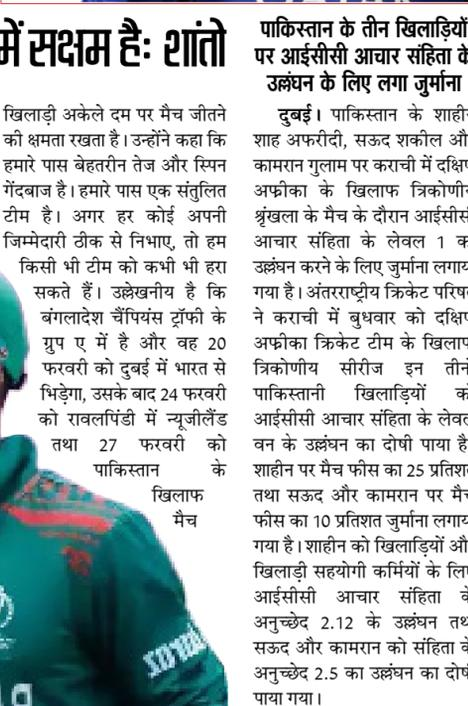 में सक्षम है: शांतो
खिलाड़ी अकेले दम पर मैच जीतने
की क्षमता रखता है। उन्होंने कहा कि
हमारे पास बेहतरीन तेज और स्पिन
गेंदबाज है। हमारे पास एक संतुलित
टीम है। अगर हर कोई अपनी
जिम्मेदारी ठीक से निभाए, तो हम
किसी भी टीम को कभी भी हरा
सकते हैं। उल्लेखनीय है कि
बंगलादेश चैंपियंस ट्रॉफी के
ग्रुप ए में है और वह 20
फरवरी को दुबई में भारत से
भिड़ेगा, उसके बाद 24 फरवरी
को रावलपिंडी में न्यूजीलैंड
तथा 27 फरवरी को
पाकिस्तान के
खिलाफ
मैच
पाकिस्तान के तीन खिलाड़ियों
पर आईसीसी आचार संहिता के
उल्लंघन के लिए लगा जुर्माना
दुबई। पाकिस्तान के शाहीन
शाह अफरीदी, सऊद शकील औ
कामरान गुलाम पर कराची में दक्षि
अफ्रीका के खिलाफ त्रिकोणीय
श्रृंखला के मैच के दौरान आईसीसी
आचार संहिता के लेवल 1 क
उल्लंघन करने के लिए जुर्माना लगाय
गया है। अंतरराष्ट्रीय क्रिकेट परिष
ने कराची में बुधवार को दक्षि
अफ्रीका क्रिकेट टीम के खिलाफ
त्रिकोणीय सीरीज इन तीन
पाकिस्तानी खिलाड़ियों क
आईसीसी आचार संहिता के लेवल
वन के उल्लंघन का दोषी पाया है
शाहीन पर मैच फीस का 25 प्रतिशत
तथा सऊद और कामरान पर मैच
फीस का 10 प्रतिशत जुर्माना लगाय
गया है। शाहीन को खिलाड़ियों औ
खिलाड़ी सहयोगी कर्मियों के लिए
आईसीसी आचार संहिता के
अनुच्छेद 2.12 के उल्लंघन तथ
सऊद और कामरान को संहिता के
अनुच्छेद 2.5 का उल्लंघन का दोषी
पाया गया।